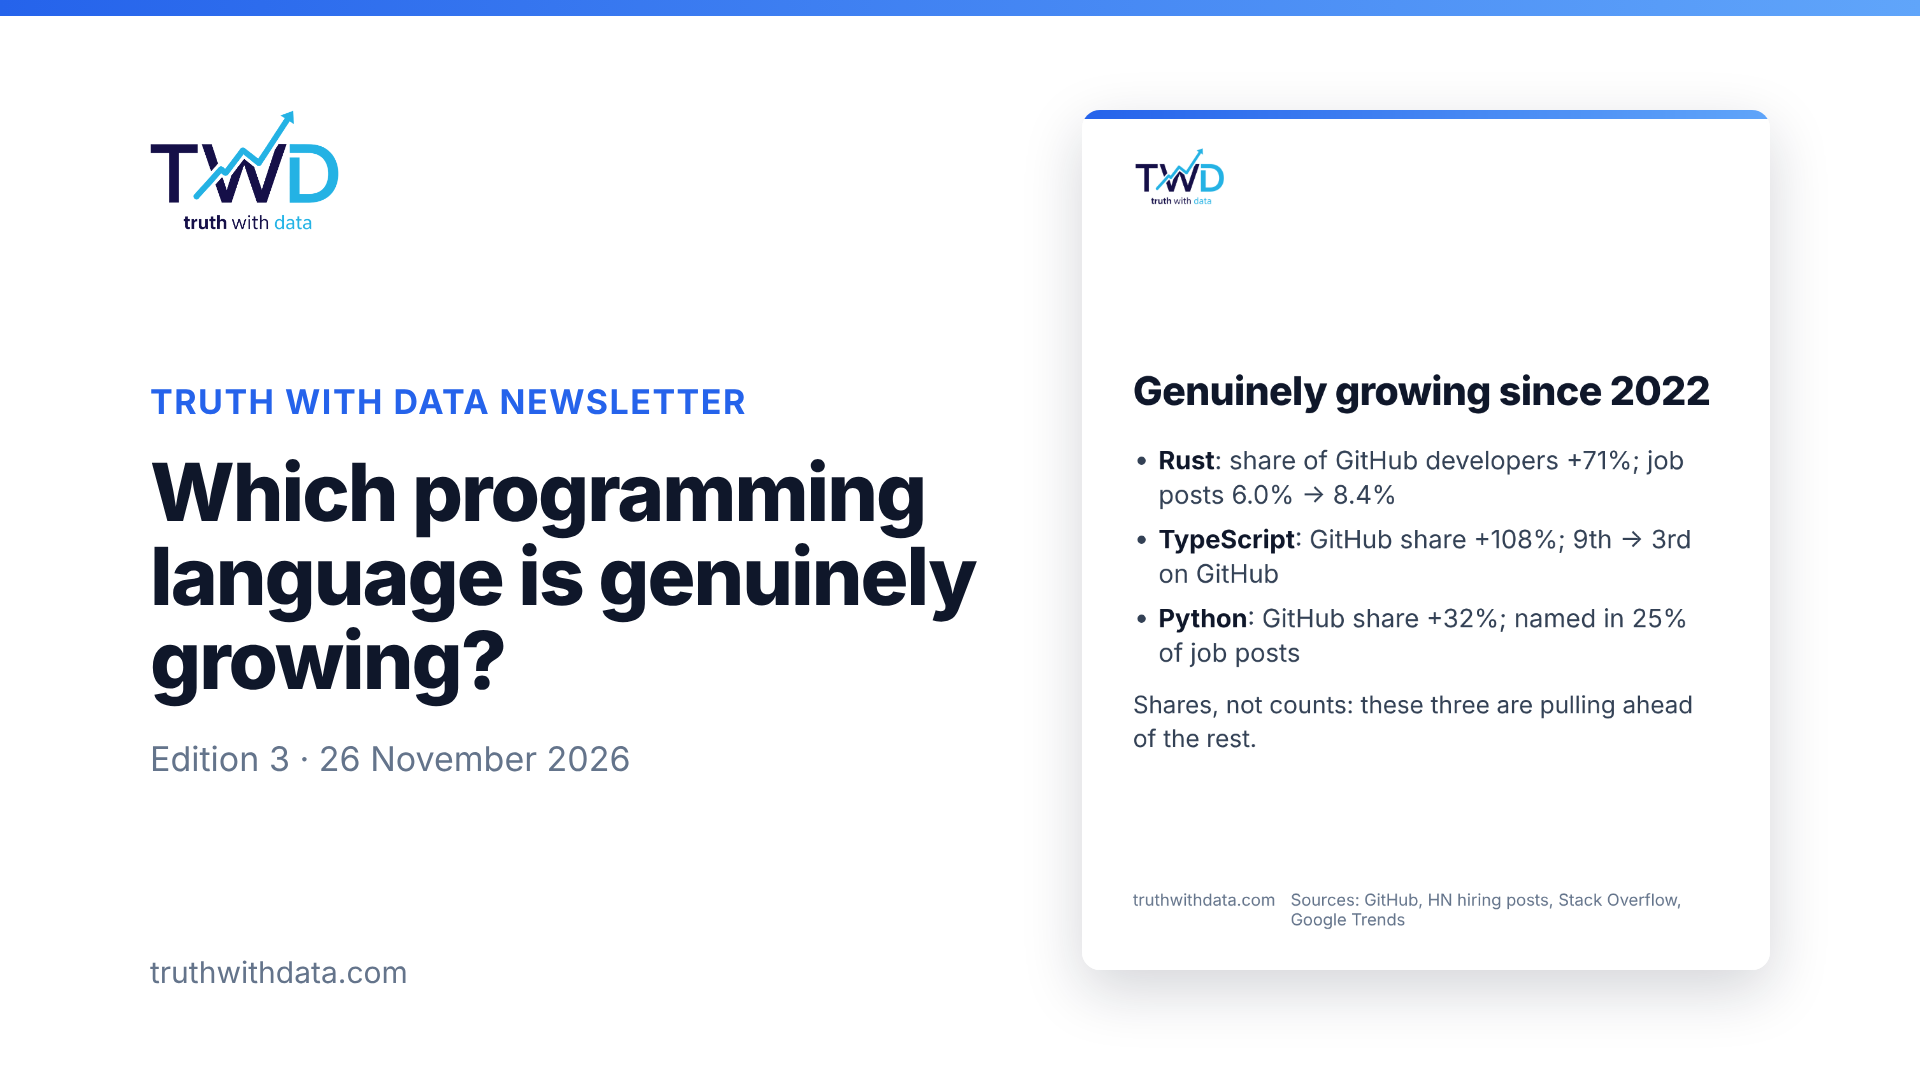 TWD
truth with data
TRUTH WITH DATA NEWSLETTER
Which programming
language is genuinely
growing?
Edition 3 · 26 November 2026
truthwithdata.com
TWD
truth with data
Genuinely growing since 2022
• Rust: share of GitHub developers +71%; job
posts 6.0% → 8.4%
• TypeScript: GitHub share +108%; 9th → 3rd
on GitHub
• Python: GitHub share +32%; named in 25%
of job posts
Shares, not counts: these three are pulling ahead
of the rest.
truthwithdata.com
Sources: GitHub, HN hiring posts, Stack Overflow,
Google Trends